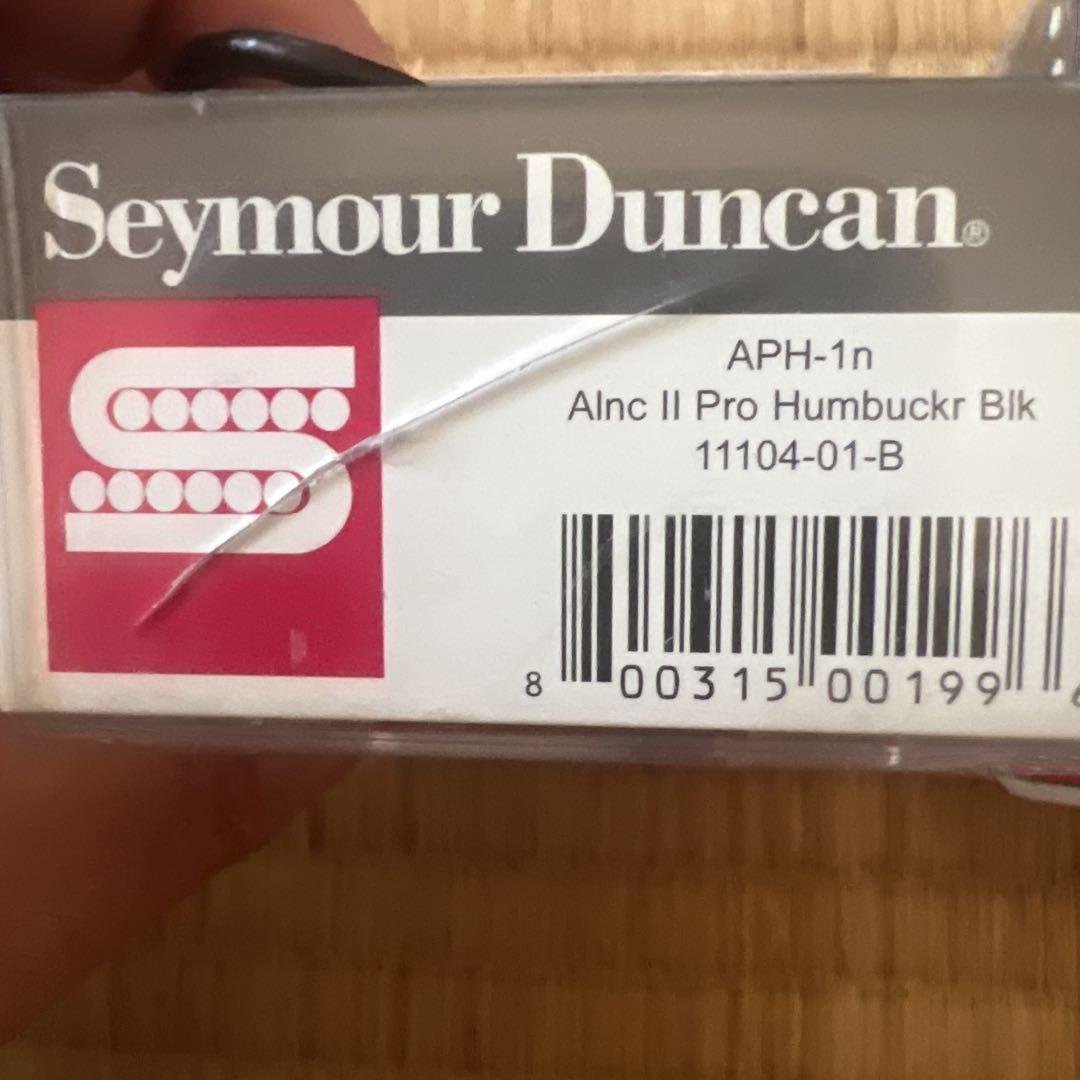 Seymour Duncan®
APH-1n
Alnc II Pro Humbuckr Blk
11104-01-B
8 00315 00199